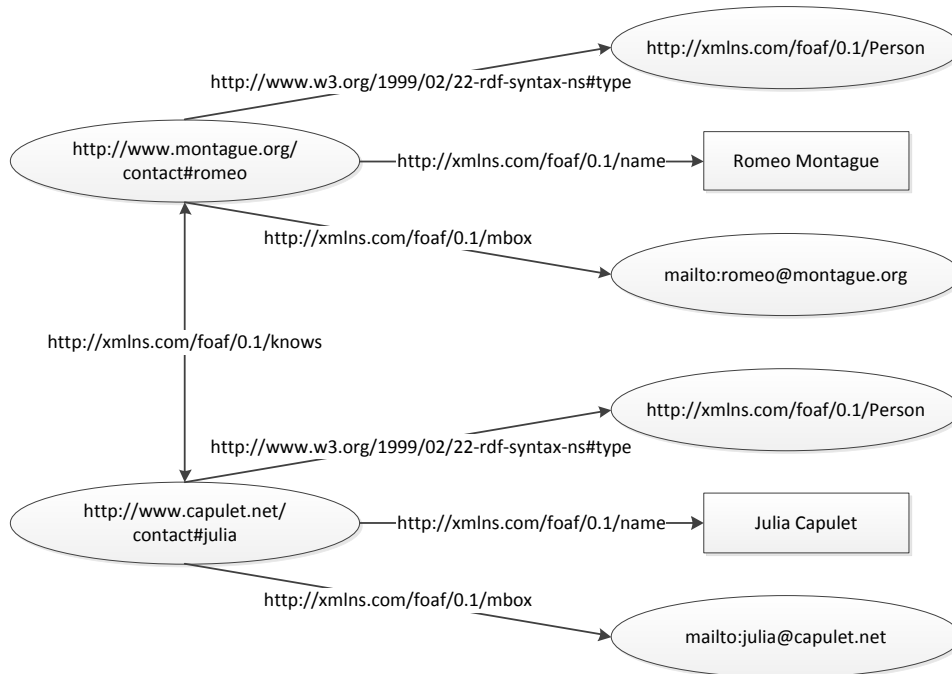 http://xmlns.com/foaf/0.1/Person
http://www.w3.org/1999/02/22-rdf-syntax-ns#type
http://www.montague.org/
contact#romeo
http://xmlns.com/foaf/0.1/name
Romeo Montague
http://xmlns.com/foaf/0.1/mbox
mailto:romeo@montague.org
http://xmlns.com/foaf/0.1/knows
http://xmlns.com/foaf/0.1/Person
http://www.w3.org/1999/02/22-rdf-syntax-ns#type
http://www.capulet.net/
contact#julia
http://xmlns.com/foaf/0.1/name
Julia Capulet
http://xmlns.com/foaf/0.1/mbox
mailto:julia@capulet.net